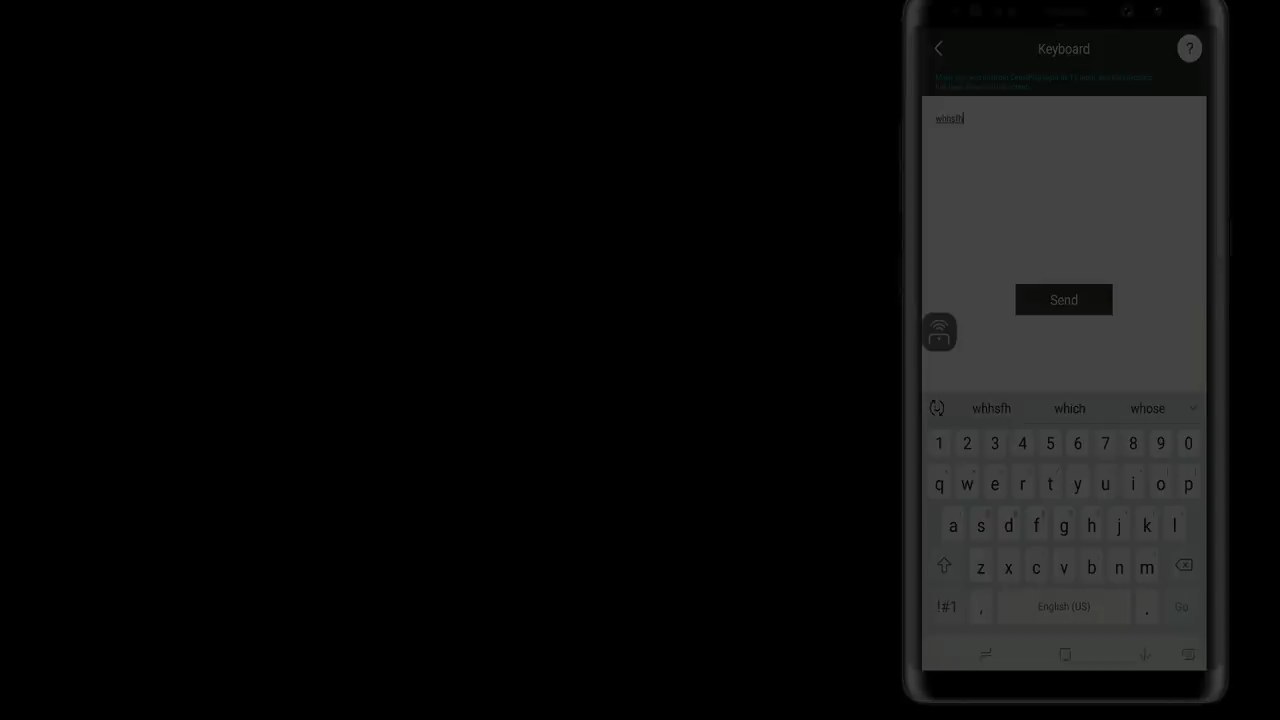 Keyboard
?
whhsfh
Send
whhsfh which whose
1 2 3 4 5 6 7 8 9 0
q w e r t y u i o p
a s d f g h j k l
z x c v b n m
!#1 , English (US) . Go